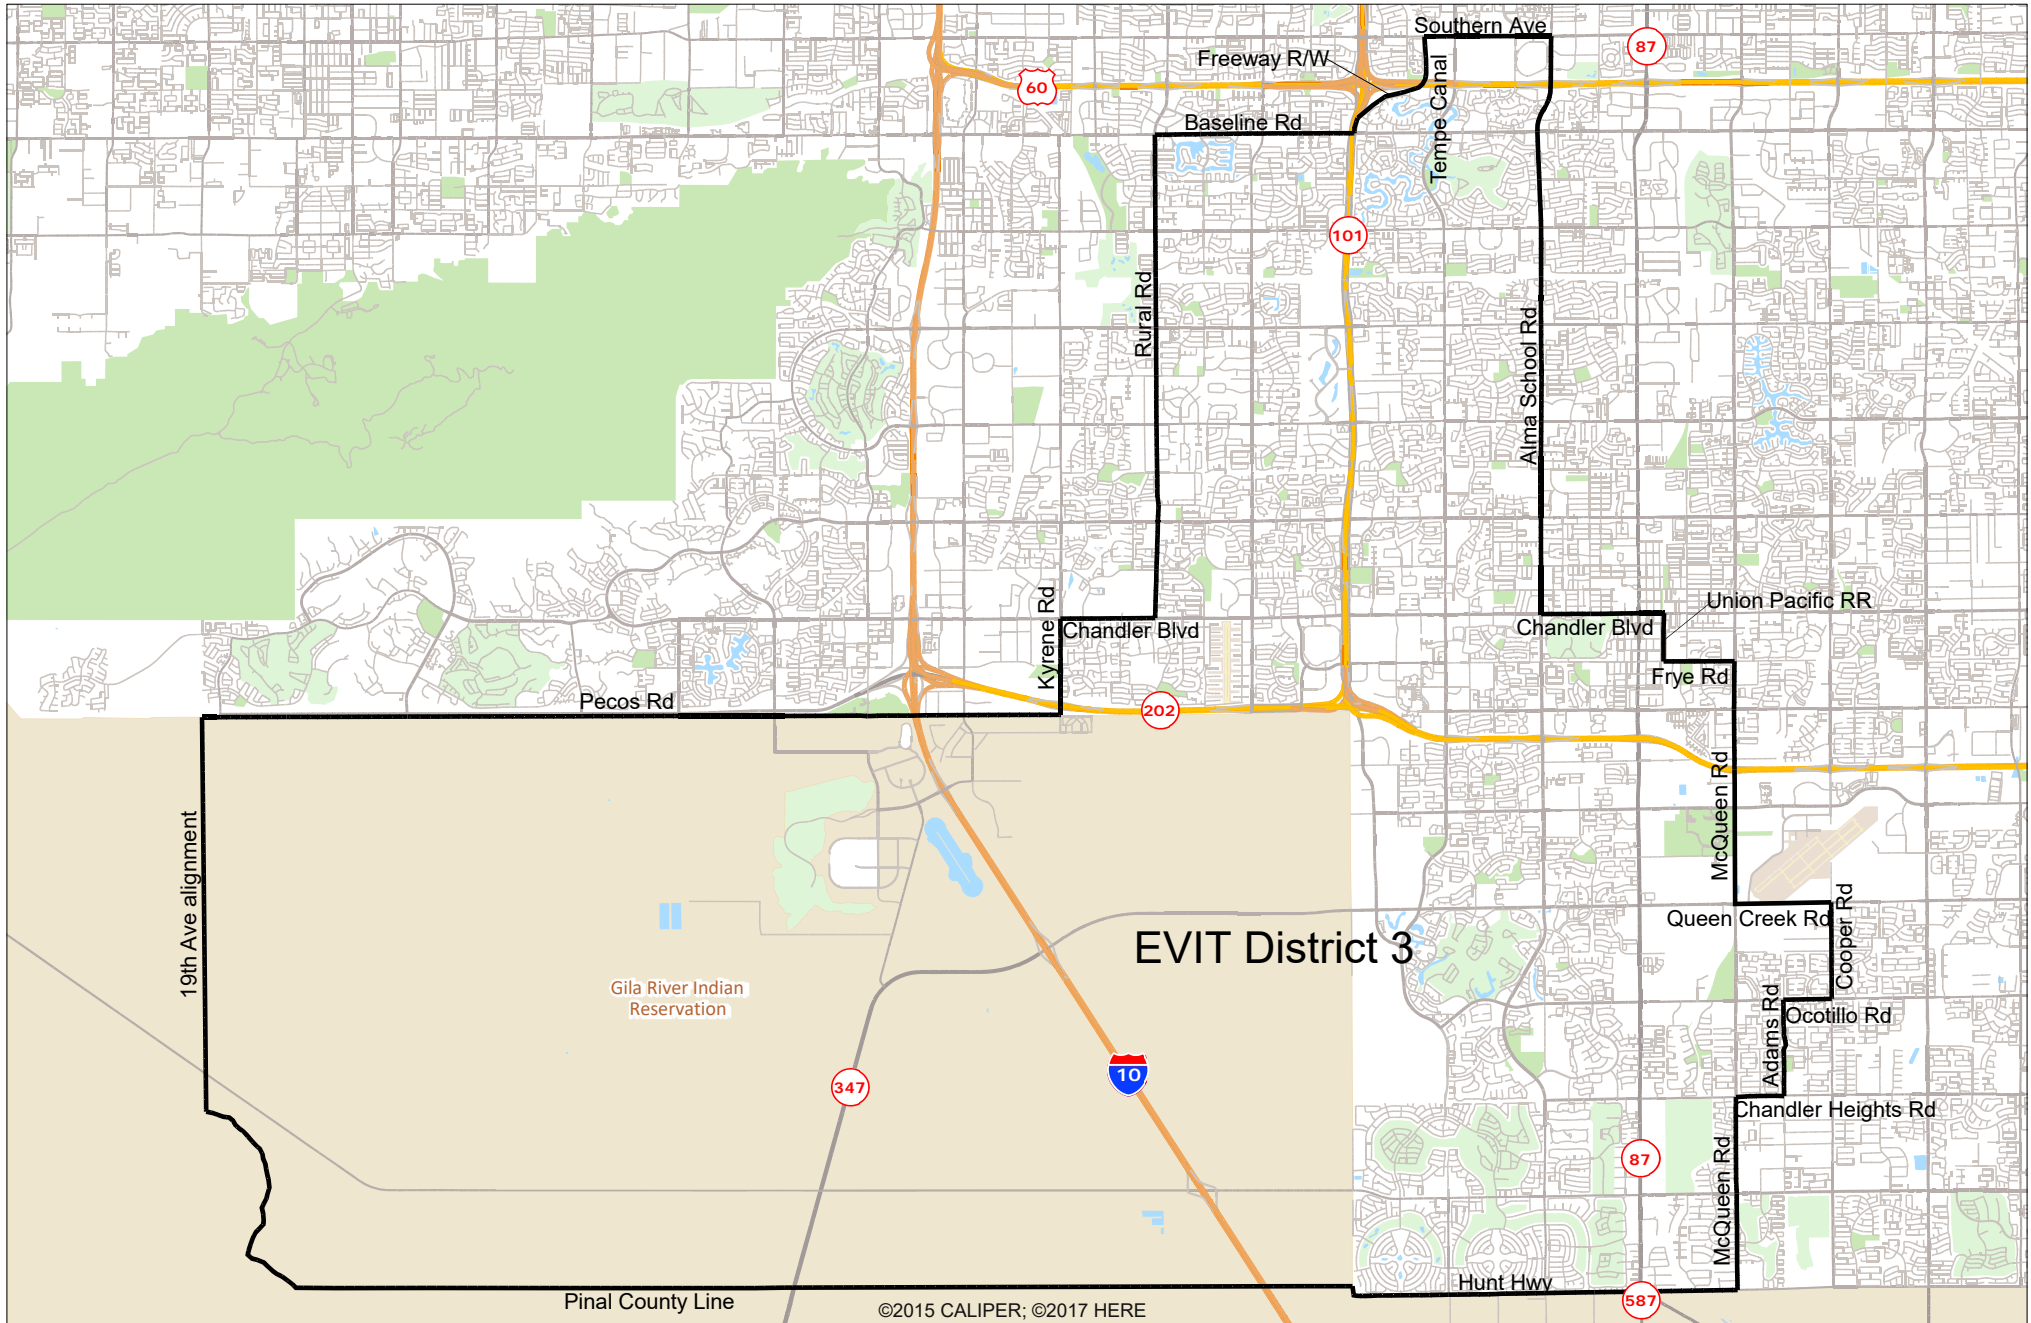 Southern Ave
87
Freeway R/W
60
Tempe Canal
Baseline Rd
101
Rural Rd
Alma School Rd
Kyrene Rd
Chandler Blvd
Union Pacific RR
Chandler Blvd
Frye Rd
Pecos Rd
202
McQueen Rd
19th Ave alignment
Queen Creek Rd
Cooper Rd
EVIT District 3
Gila River Indian
Reservation
Adams Rd
Ocotillo Rd
10
347
Chandler Heights Rd
87
McQueen Rd
Hunt Hwy
Pinal County Line
587
©2015 CALIPER; ©2017 HERE